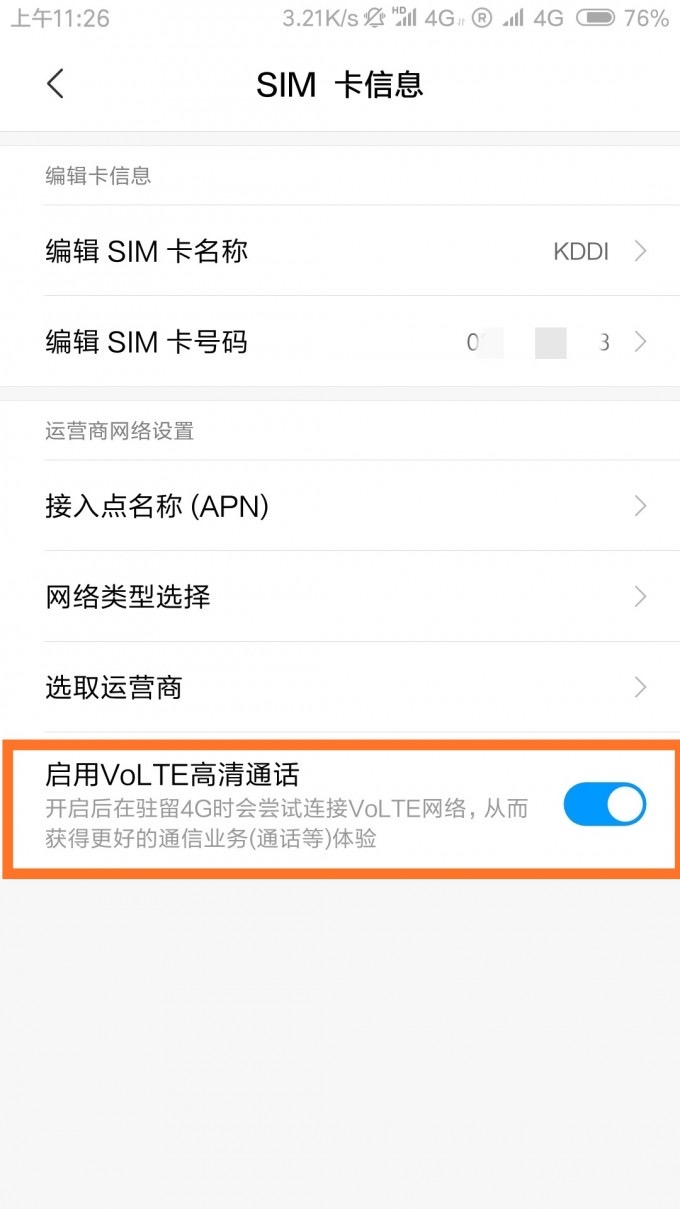 上午11:26 3.21K/s HD 4G R 4G 76%
SIM 卡信息
编辑卡信息
编辑 SIM 卡名称 KDDI
编辑 SIM 卡号码 0 3
运营商网络设置
接入点名称 (APN)
网络类型选择
选取运营商
启用VoLTE高清通话
开启后在驻留4G时会尝试连接VoLTE网络，从而
获得更好的通信业务(通话等)体验